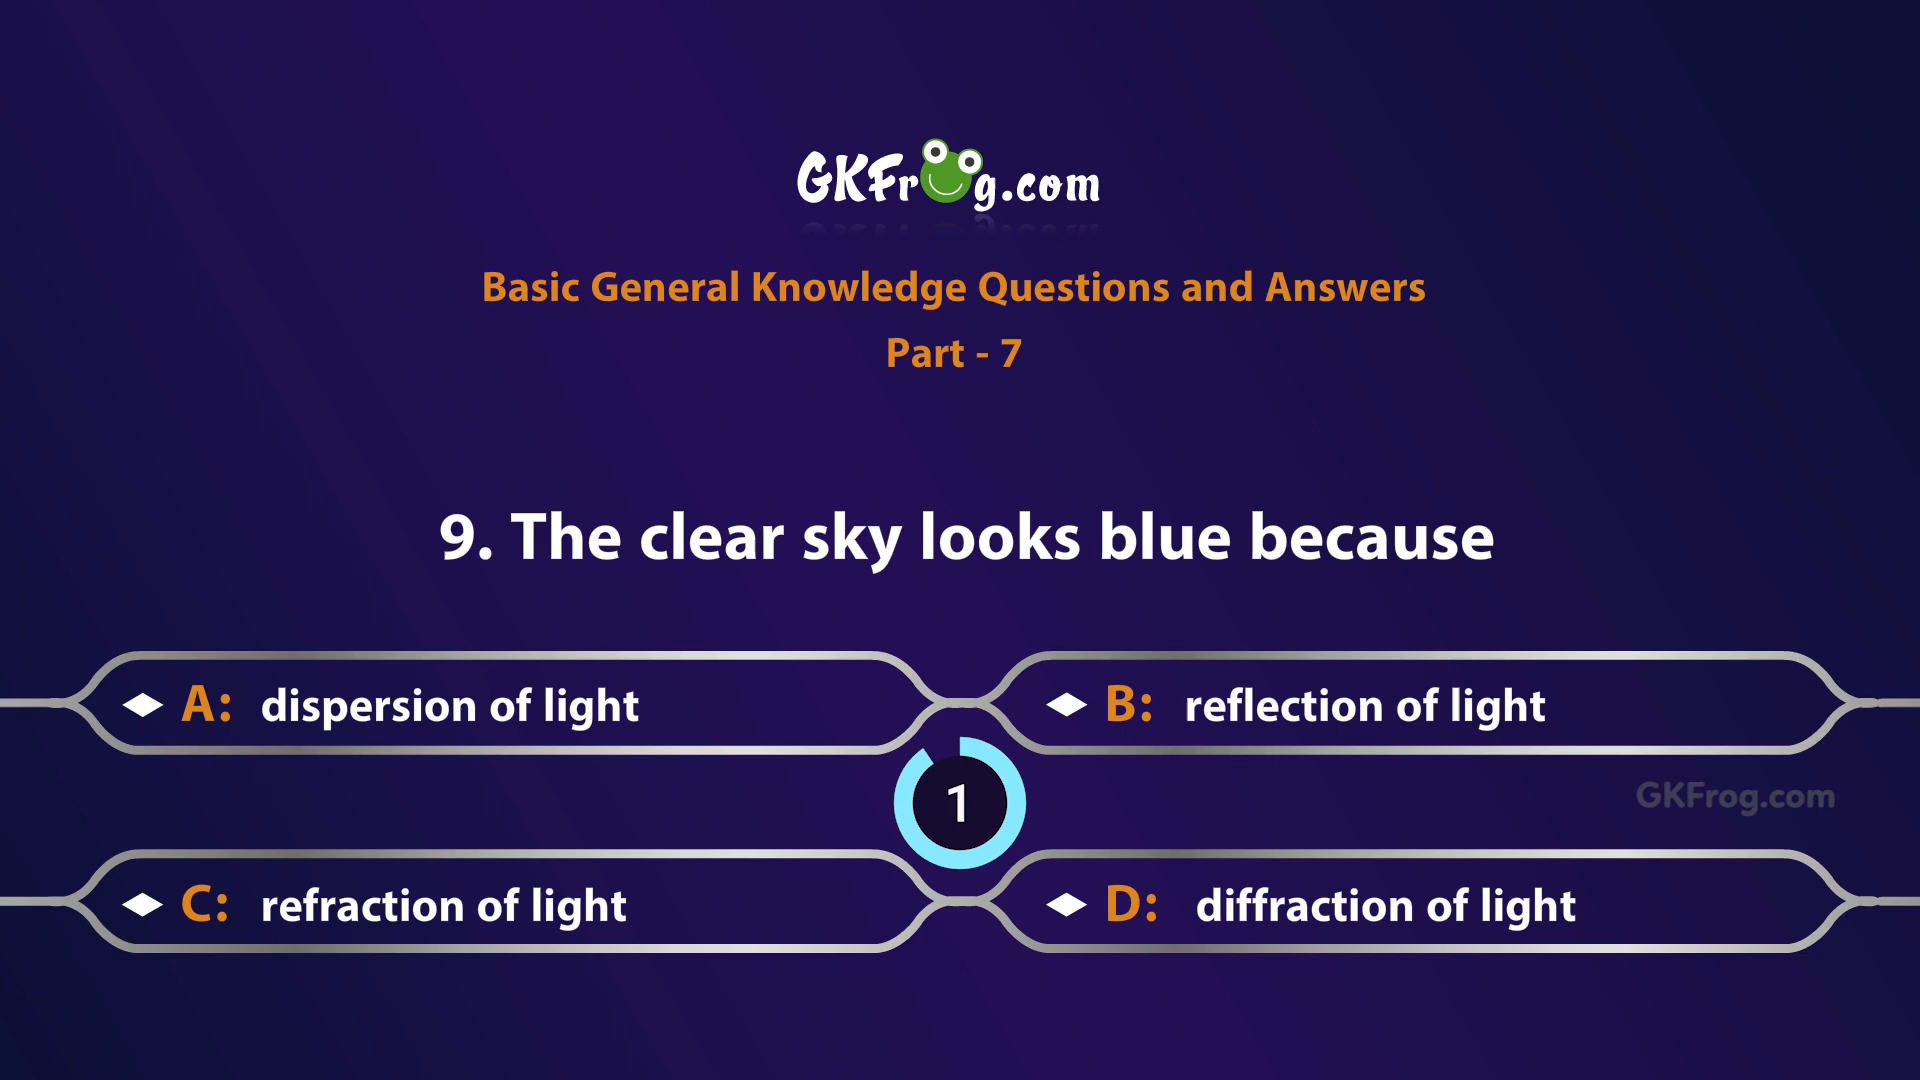 GKFrog.com
Basic General Knowledge Questions and Answers
Part - 7
9. The clear sky looks blue because
A: dispersion of light
B: reflection of light
1
GKFrog.com
C: refraction of light
D: diffraction of light